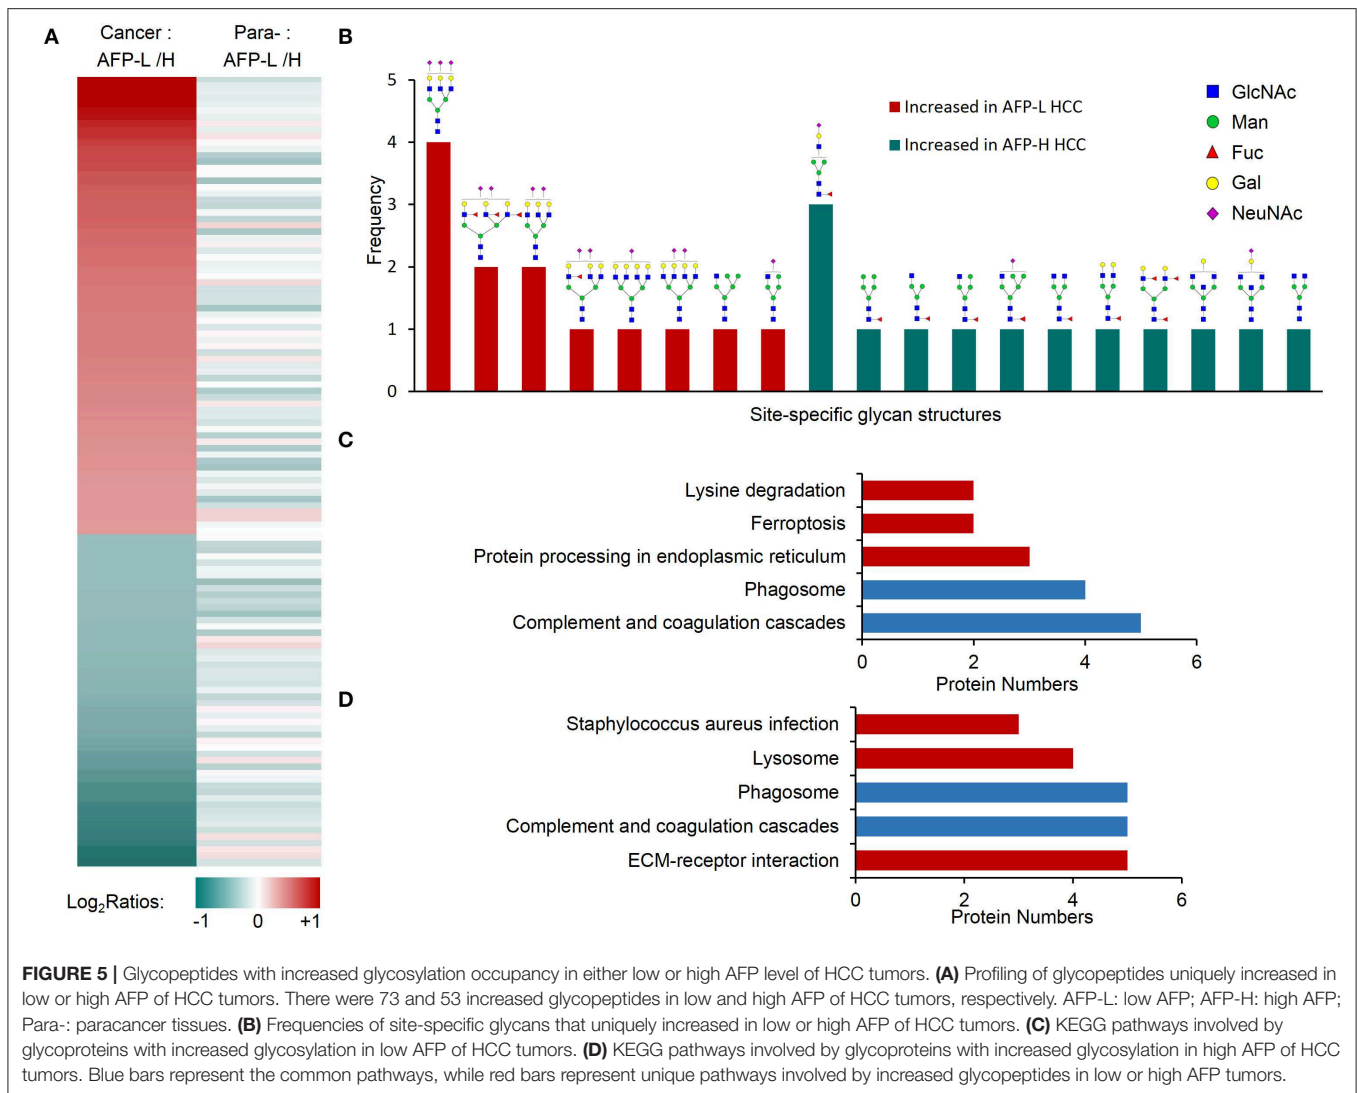 A
Cancer :
AFP-L /H
Para- :
AFP-L /H
Log2Ratios:
-1 0 +1
B
Frequency
5
4
3
2
1
0
Increased in AFP-L HCC
Increased in AFP-H HCC
GlcNAc
Man
Fuc
Gal
NeuNAc
Site-specific glycan structures
C
Lysine degradation
Ferroptosis
Protein processing in endoplasmic reticulum
Phagosome
Complement and coagulation cascades
0 2 4 6
Protein Numbers
D
Staphylococcus aureus infection
Lysosome
Phagosome
Complement and coagulation cascades
ECM-receptor interaction
0 2 4 6
Protein Numbers
FIGURE 5 | Glycopeptides with increased glycosylation occupancy in either low or high AFP level of HCC tumors. (A) Profiling of glycopeptides uniquely increased in
low or high AFP of HCC tumors. There were 73 and 53 increased glycopeptides in low and high AFP of HCC tumors, respectively. AFP-L: low AFP; AFP-H: high AFP;
Para-: paracancer tissues. (B) Frequencies of site-specific glycans that uniquely increased in low or high AFP of HCC tumors. (C) KEGG pathways involved by
glycoproteins with increased glycosylation in low AFP of HCC tumors. (D) KEGG pathways involved by glycoproteins with increased glycosylation in high AFP of HCC
tumors. Blue bars represent the common pathways, while red bars represent unique pathways involved by increased glycopeptides in low or high AFP tumors.